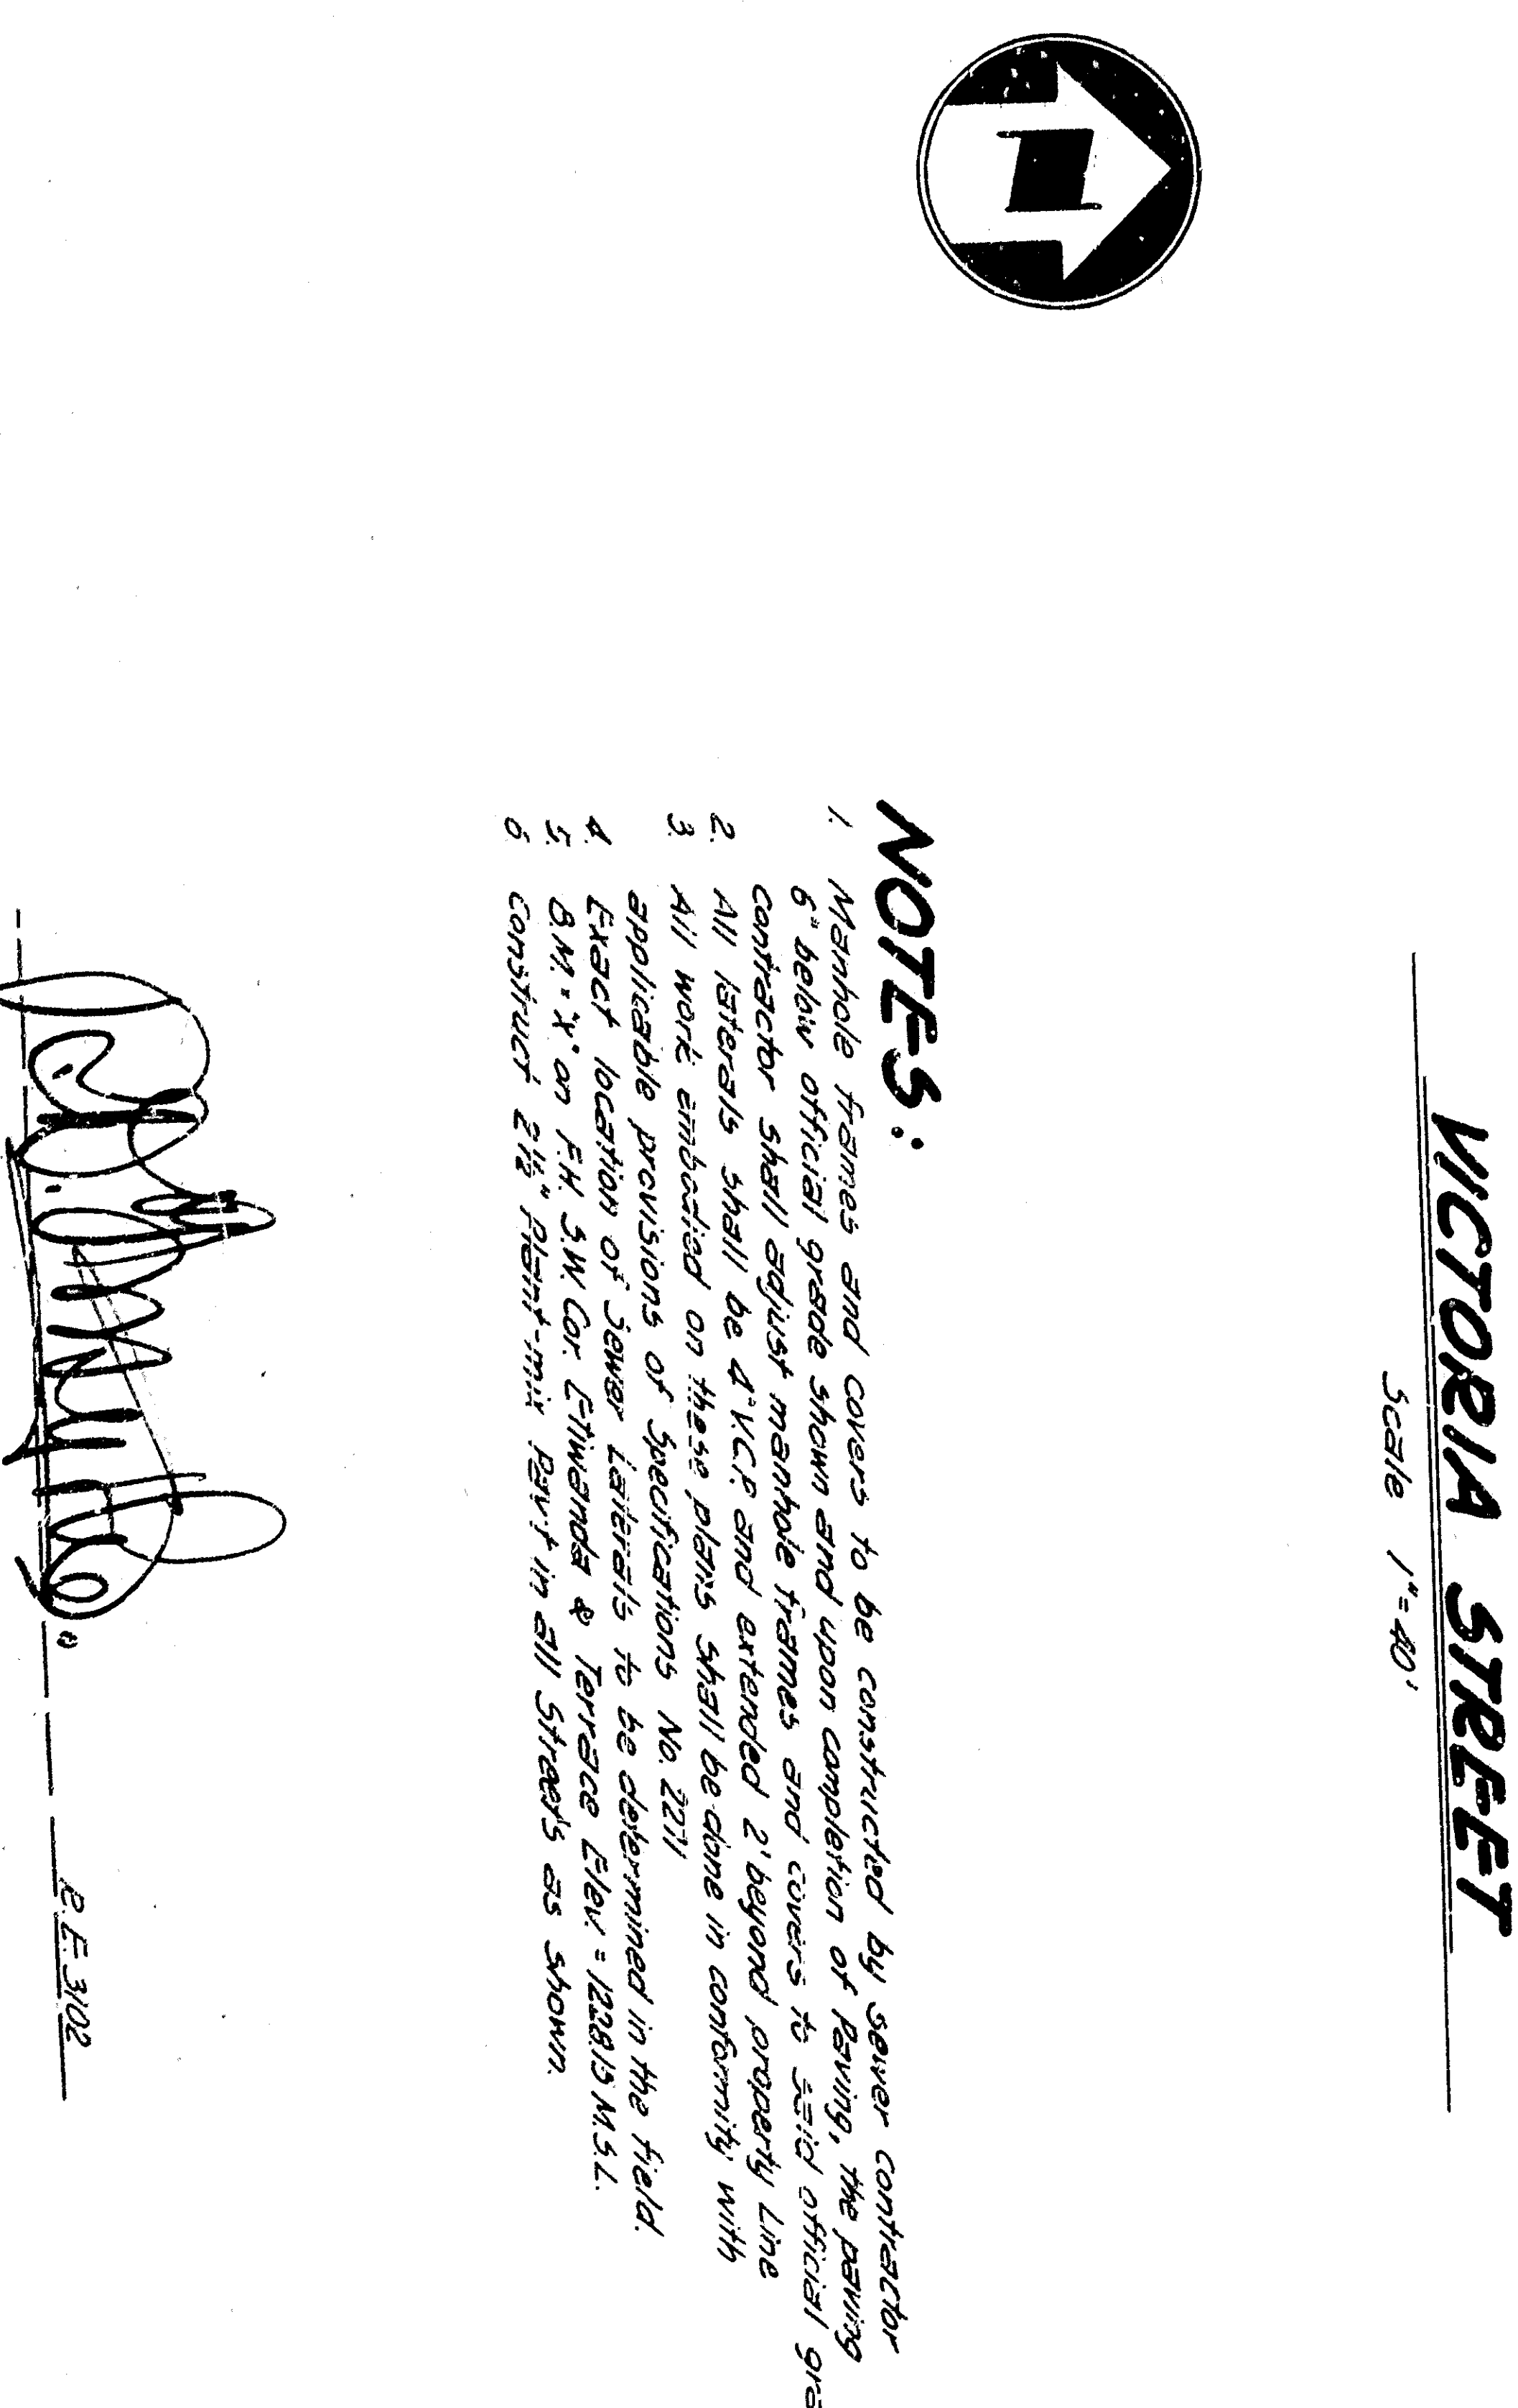 VICTORIA STREET
Scale 1"=40'
NOTES:
1. Manhole frames and covers to be constructed by sewer contractor
6" below official grade shown and upon completion of Paving, the paving
contractor shall adjust manhole frames and covers to said official
2. All laterals shall be 4" V.C.P. and extended 2' beyond property Line
3. All work embodied on these plans shall be done in conformity with
applicable provisions of Specifications No. 2271
4. Exact location of Sewer Laterals to be determined in the field.
5. B.M. "X" on F.H. S.W. Cor. Etiwanda & Terrace Elev. = 1228.15 M.S.L.
6 Construct 2½" Plant-mix Pav't in all Streets as shown.
R.E. 3102